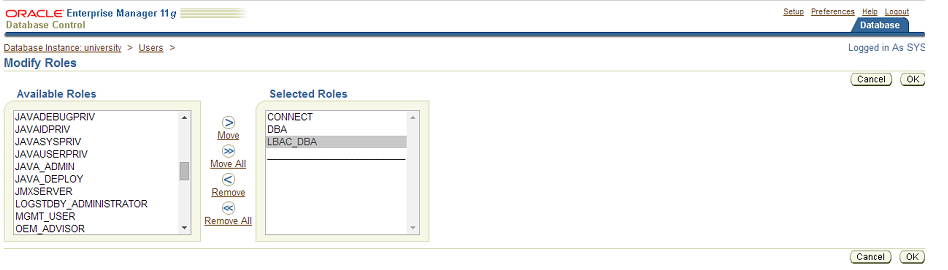 ORACLE Enterprise Manager 11g
Database Control
Setup Preferences Help Logout
Database
Database Instance: university > Users >
Logged in As SYS
Modify Roles
Cancel OK
Available Roles
JAVADEBUGPRIV
JAVAIDPRIV
JAVASYSPRIV
JAVAUSERPRIV
JAVA_ADMIN
JAVA_DEPLOY
JMXSERVER
LOGSTDBY_ADMINISTRATOR
MGMT_USER
OEM_ADVISOR
Move
Move All
Remove
Remove All
Selected Roles
CONNECT
DBA
LBAC_DBA
Cancel OK